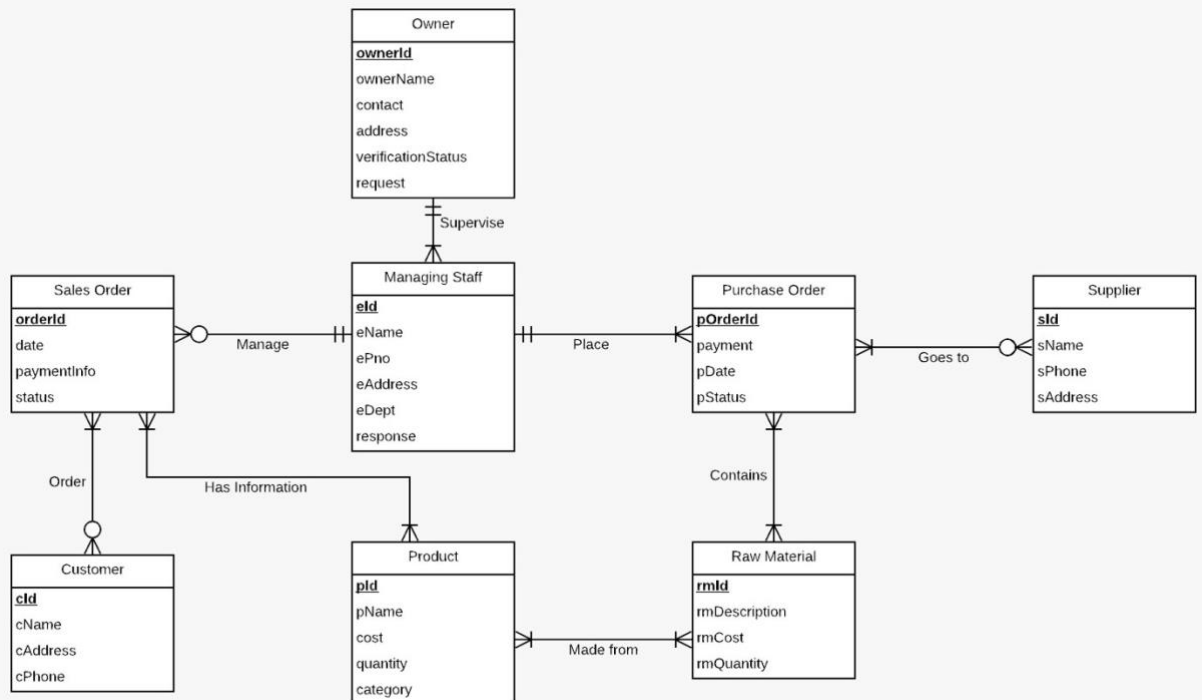 Owner
ownerId
ownerName
contact
address
verificationStatus
request
Supervise
Sales Order
orderId
date
paymentInfo
status
Manage
Managing Staff
eId
eName
ePno
eAddress
eDept
response
Place
Purchase Order
pOrderId
payment
pDate
pStatus
Goes to
Supplier
sId
sName
sPhone
sAddress
Order
Has Information
Contains
Customer
cId
cName
cAddress
cPhone
Product
pId
pName
cost
quantity
category
Made from
Raw Material
rmId
rmDescription
rmCost
rmQuantity